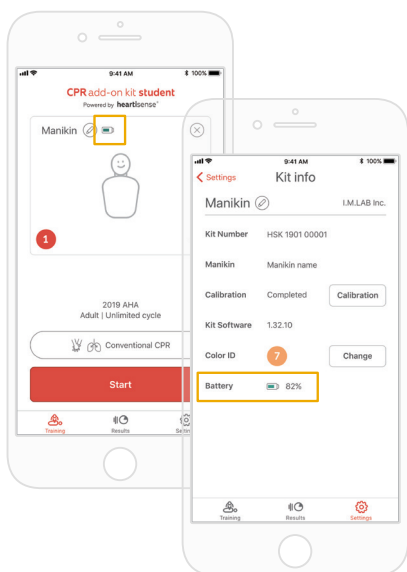 9:41 AM
100%
CPR add-on kit student
Powered by heartisense
Manikin
1
2019 AHA
Adult | Unlimited cycle
Conventional CPR
Start
Training
Results
9:41 AM
100%
Settings
Kit info
Manikin
I.M.LAB Inc.
Kit Number
HSK 1901 00001
Manikin
Manikin name
Calibration
Completed
Calibration
Kit Software
1.32.10
Color ID
7
Change
Battery
82%
Training
Results
Settings